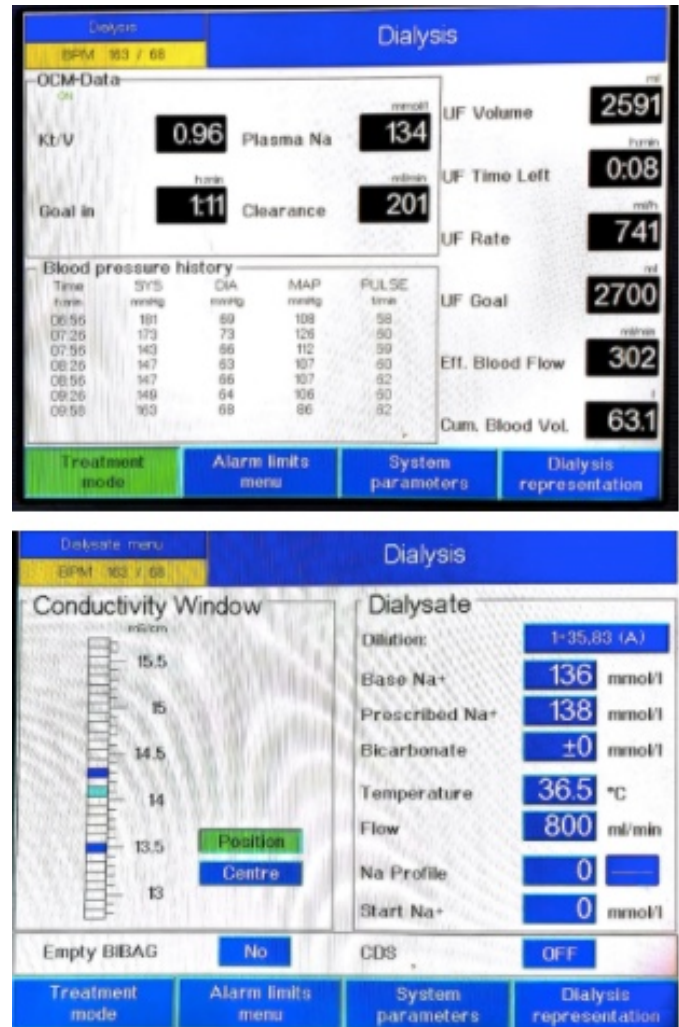 Dialysis
BPM 163 / 68
Dialysis
OCM-Data
ON
Kt/V 0.96 Plasma Na mmol/l 134
Goal in h:min 1:11 Clearance ml/min 201
UF Volume ml 2591
UF Time Left h:min 0:08
UF Rate ml/h 741
UF Goal ml 2700
Eff. Blood Flow ml/min 302
Cum. Blood Vol. l 63.1
Blood pressure history
Time SYS DIA MAP PULSE
h:min mmHg mmHg mmHg 1/min
06:56 181 69 108 58
07:26 173 73 126 60
07:56 143 66 112 59
08:26 147 63 107 60
08:56 147 66 107 62
09:26 149 64 106 60
09:58 163 68 86 62
Treatment mode
Alarm limits menu
System parameters
Dialysis representation
Dialysate menu
BPM 163 / 68
Dialysis
Conductivity Window
mS/cm
15.5
15
14.5
14
13.5
13
Position
Centre
Dialysate
Dilution: 1+35,83 (A)
Base Na+ 136 mmol/l
Prescribed Na+ 138 mmol/l
Bicarbonate ±0 mmol/l
Temperature 36.5 °C
Flow 800 ml/min
Na Profile 0
Start Na+ 0 mmol/l
Empty BIBAG No
CDS OFF
Treatment mode
Alarm limits menu
System parameters
Dialysis representation